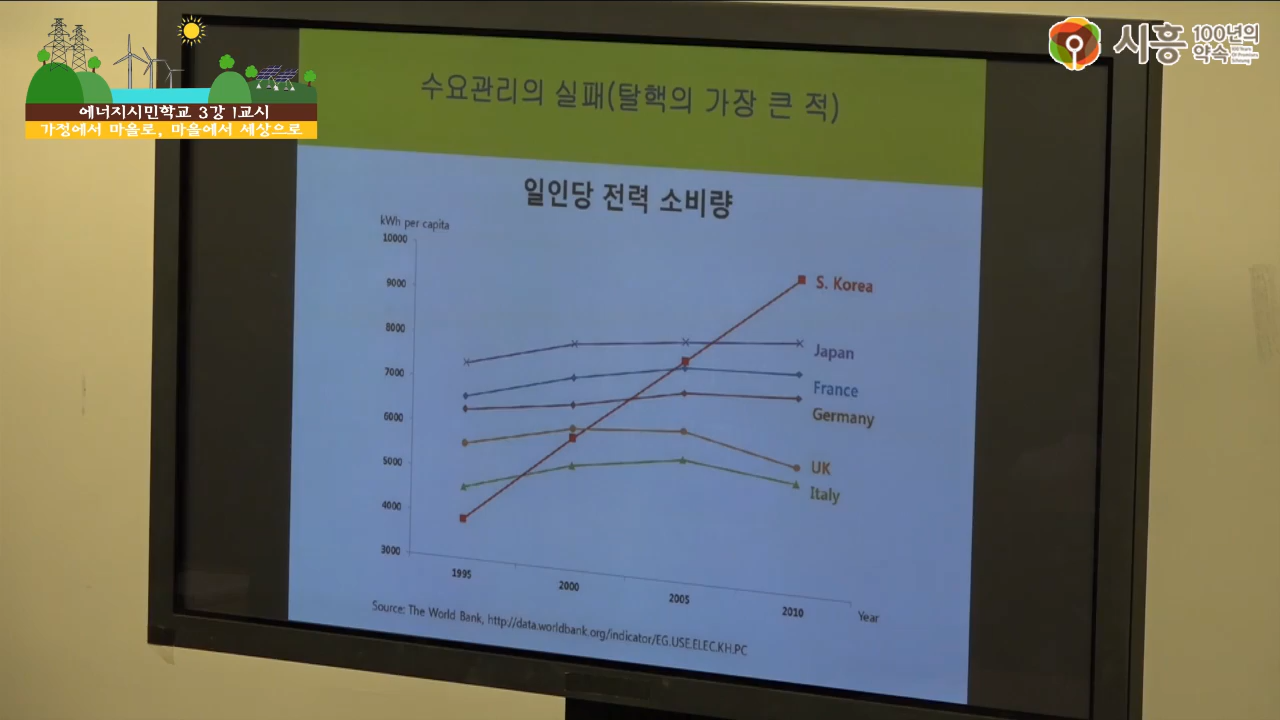 에너지시민학교 3강 1교시
가정에서 마을로, 마을에서 세상으로
시흥 100년의 약속
수요관리의 실패(탈핵의 가장 큰 적)
일인당 전력 소비량
kWh per capita
10000
9000
8000
7000
6000
5000
4000
3000
S. Korea
Japan
France
Germany
UK
Italy
1995
2000
2005
2010
Year
Source: The World Bank, http://data.worldbank.org/indicator/EG.USE.ELEC.KH.PC